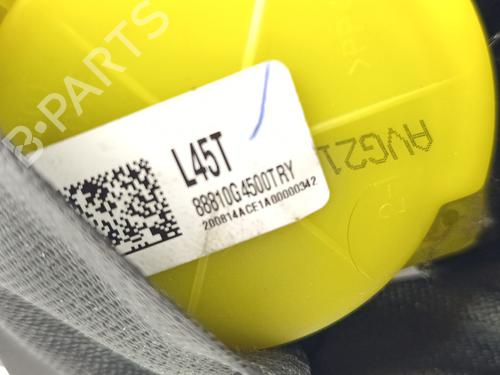 B-PARTS
L45T
88810G4500TRY
200814ACE1A00000342
AVG21